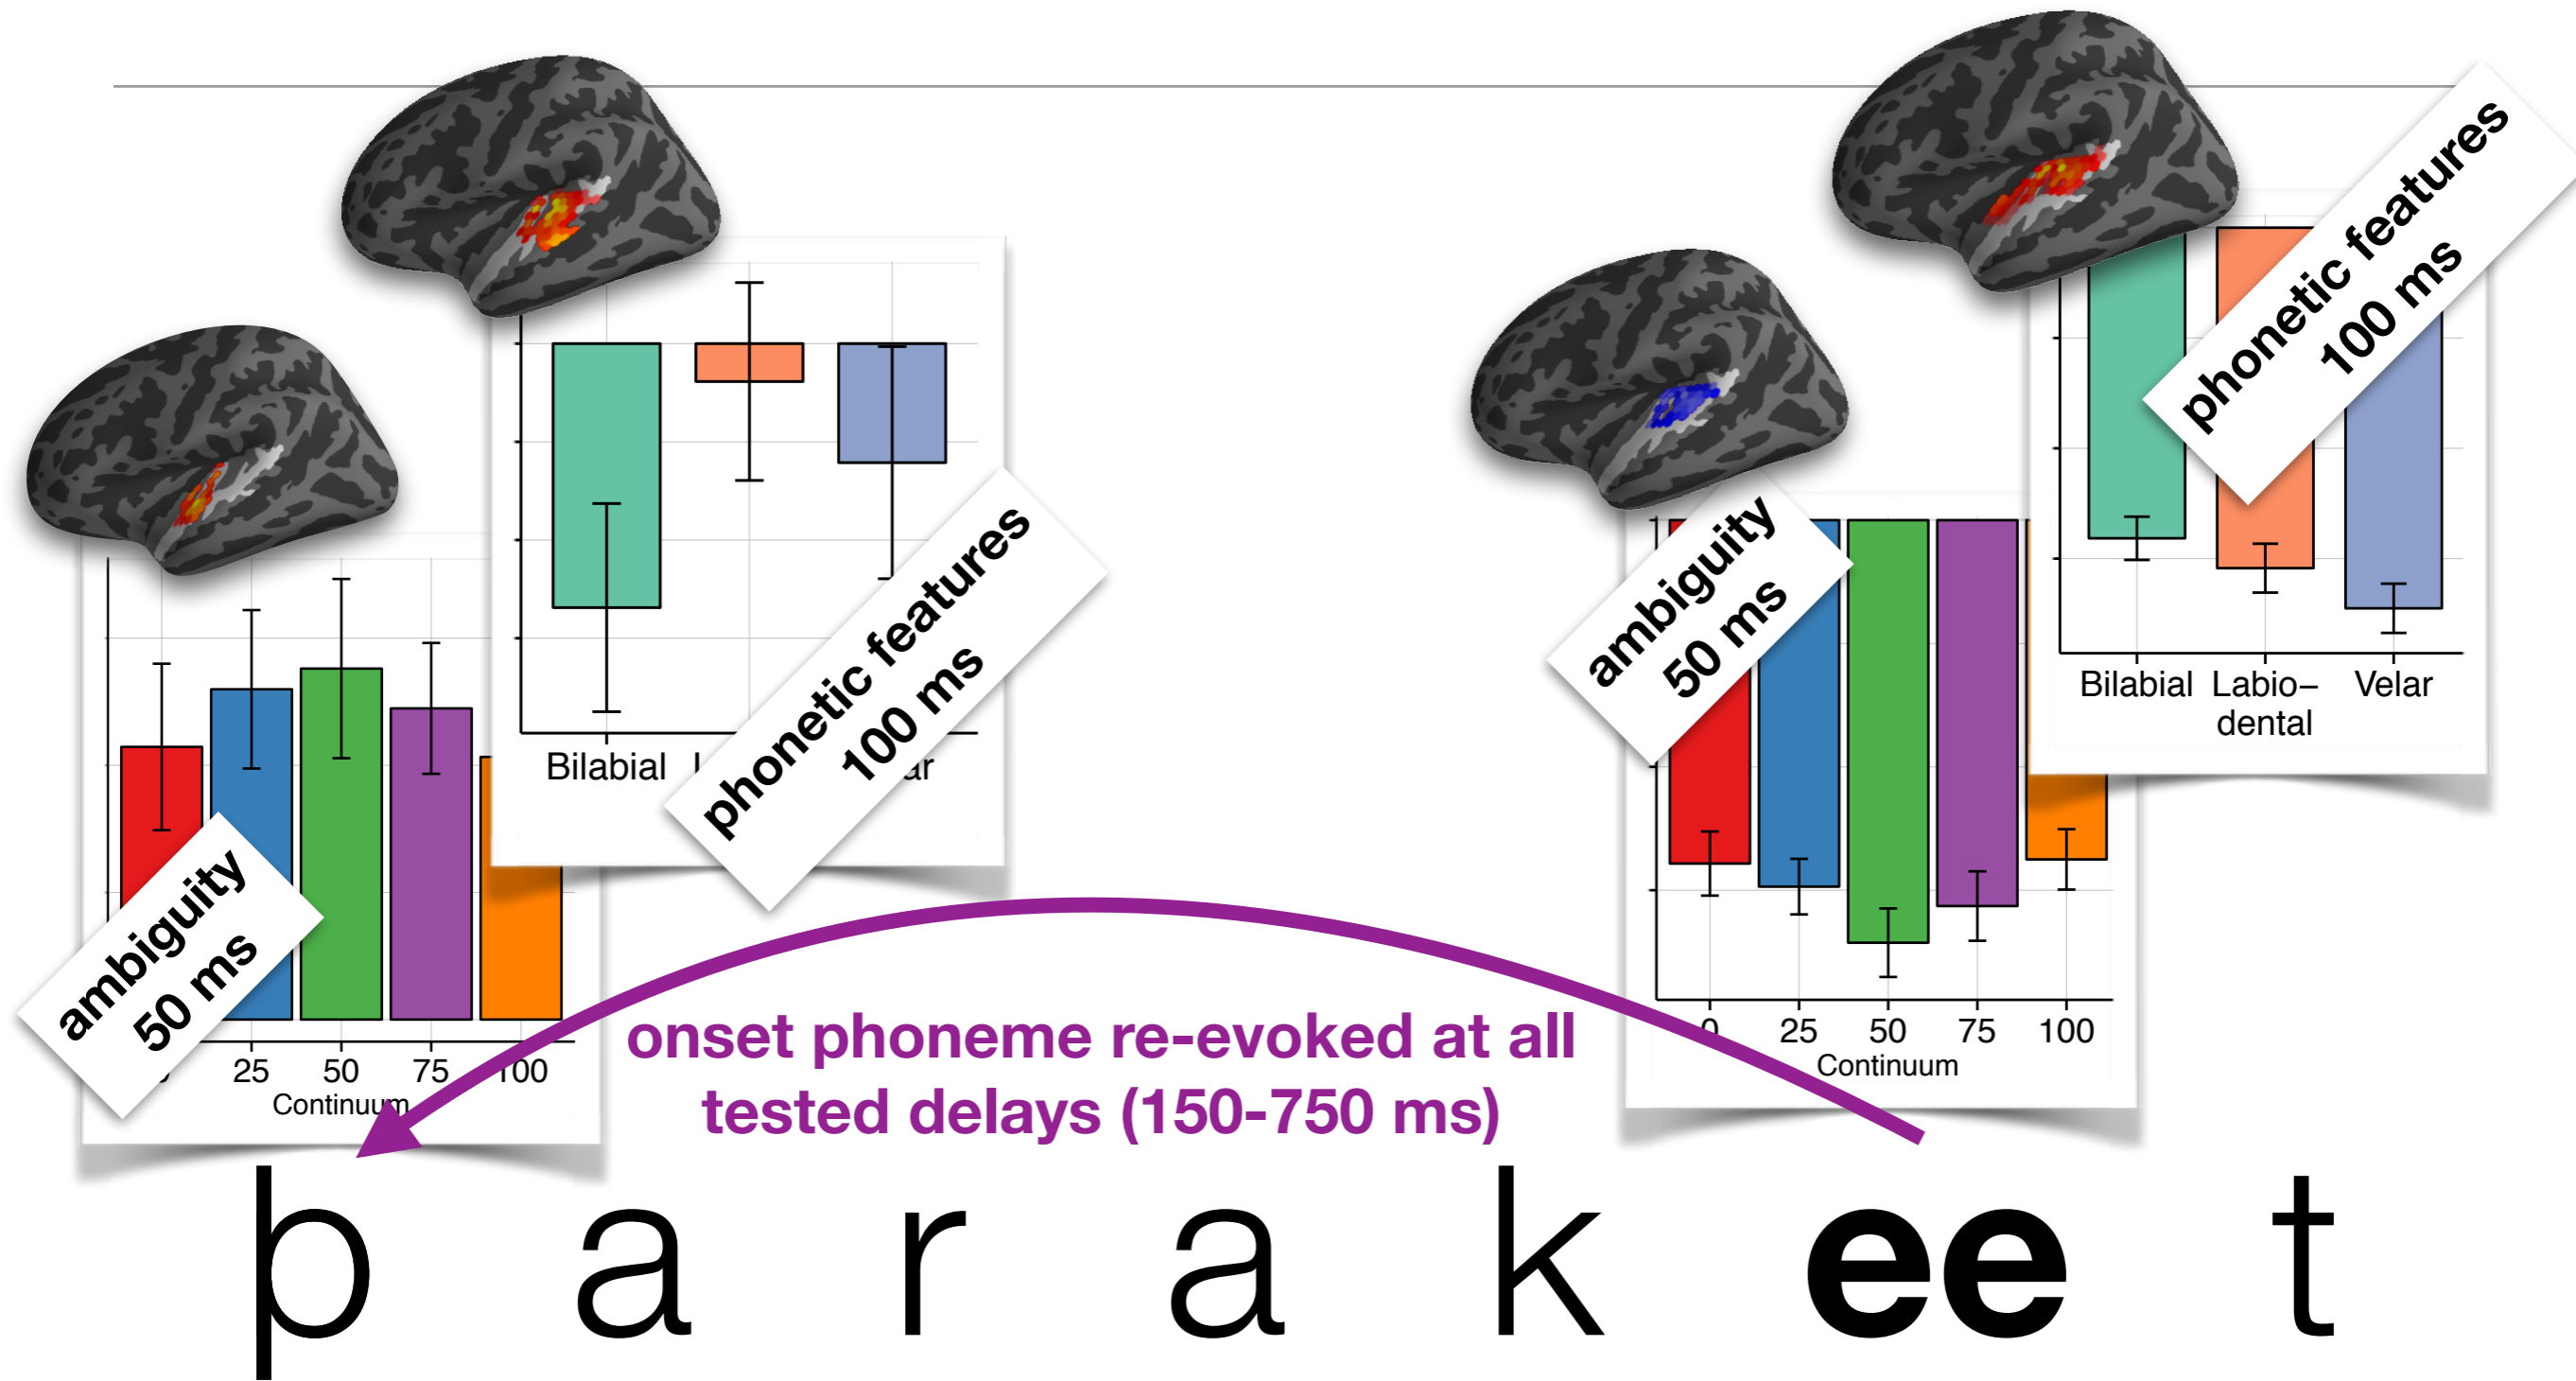 phonetic features
100 ms
ambiguity
50 ms
Bilabial Labio–
dental
Velar
phonetic features
100 ms
Bilabial
ambiguity
50 ms
0 25 50 75 100
Continuum
25 50 75 100
Continuum
onset phoneme re-evoked at all
tested delays (150-750 ms)
p a r a k ee t